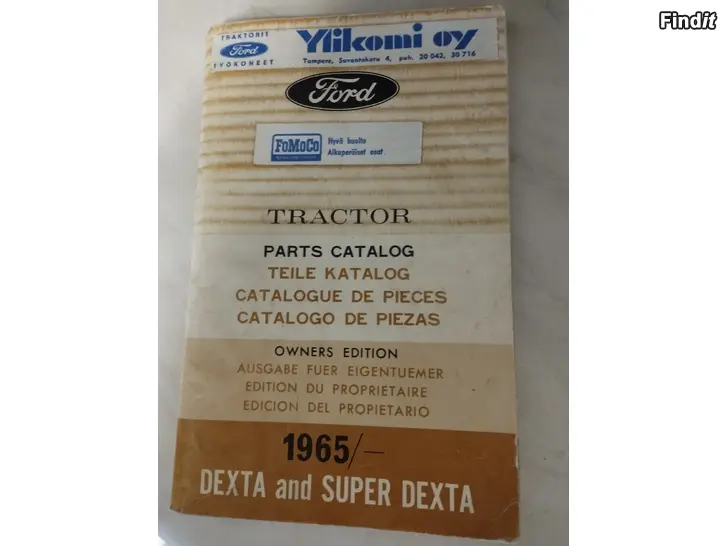 Findit
TRAKTORIT
Ford
TYÖKONEET
Ylikomi oy
Tampere, Savontakatu 4, puh. 20 042, 30 716
Ford
FoMoCo
Hyvä huolto
Alkuperäiset osat
TRACTOR
PARTS CATALOG
TEILE KATALOG
CATALOGUE DE PIECES
CATALOGO DE PIEZAS
OWNERS EDITION
AUSGABE FUER EIGENTUEMER
EDITION DU PROPRIETAIRE
EDICION DEL PROPIETARIO
1965/-
DEXTA and SUPER DEXTA